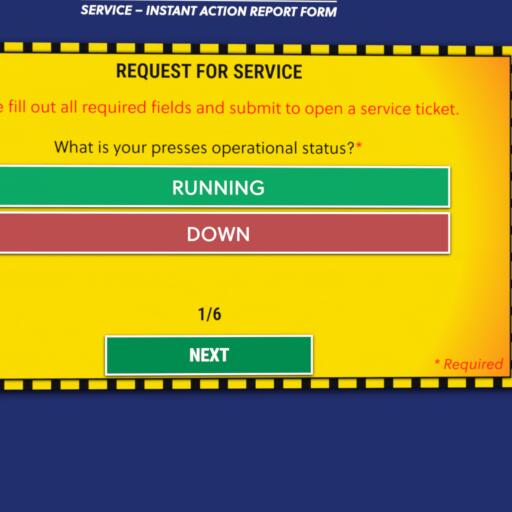 SERVICE – INSTANT ACTION REPORT FORM
REQUEST FOR SERVICE
fill out all required fields and submit to open a service ticket.
What is your presses operational status?*
RUNNING
DOWN
1/6
NEXT
* Required